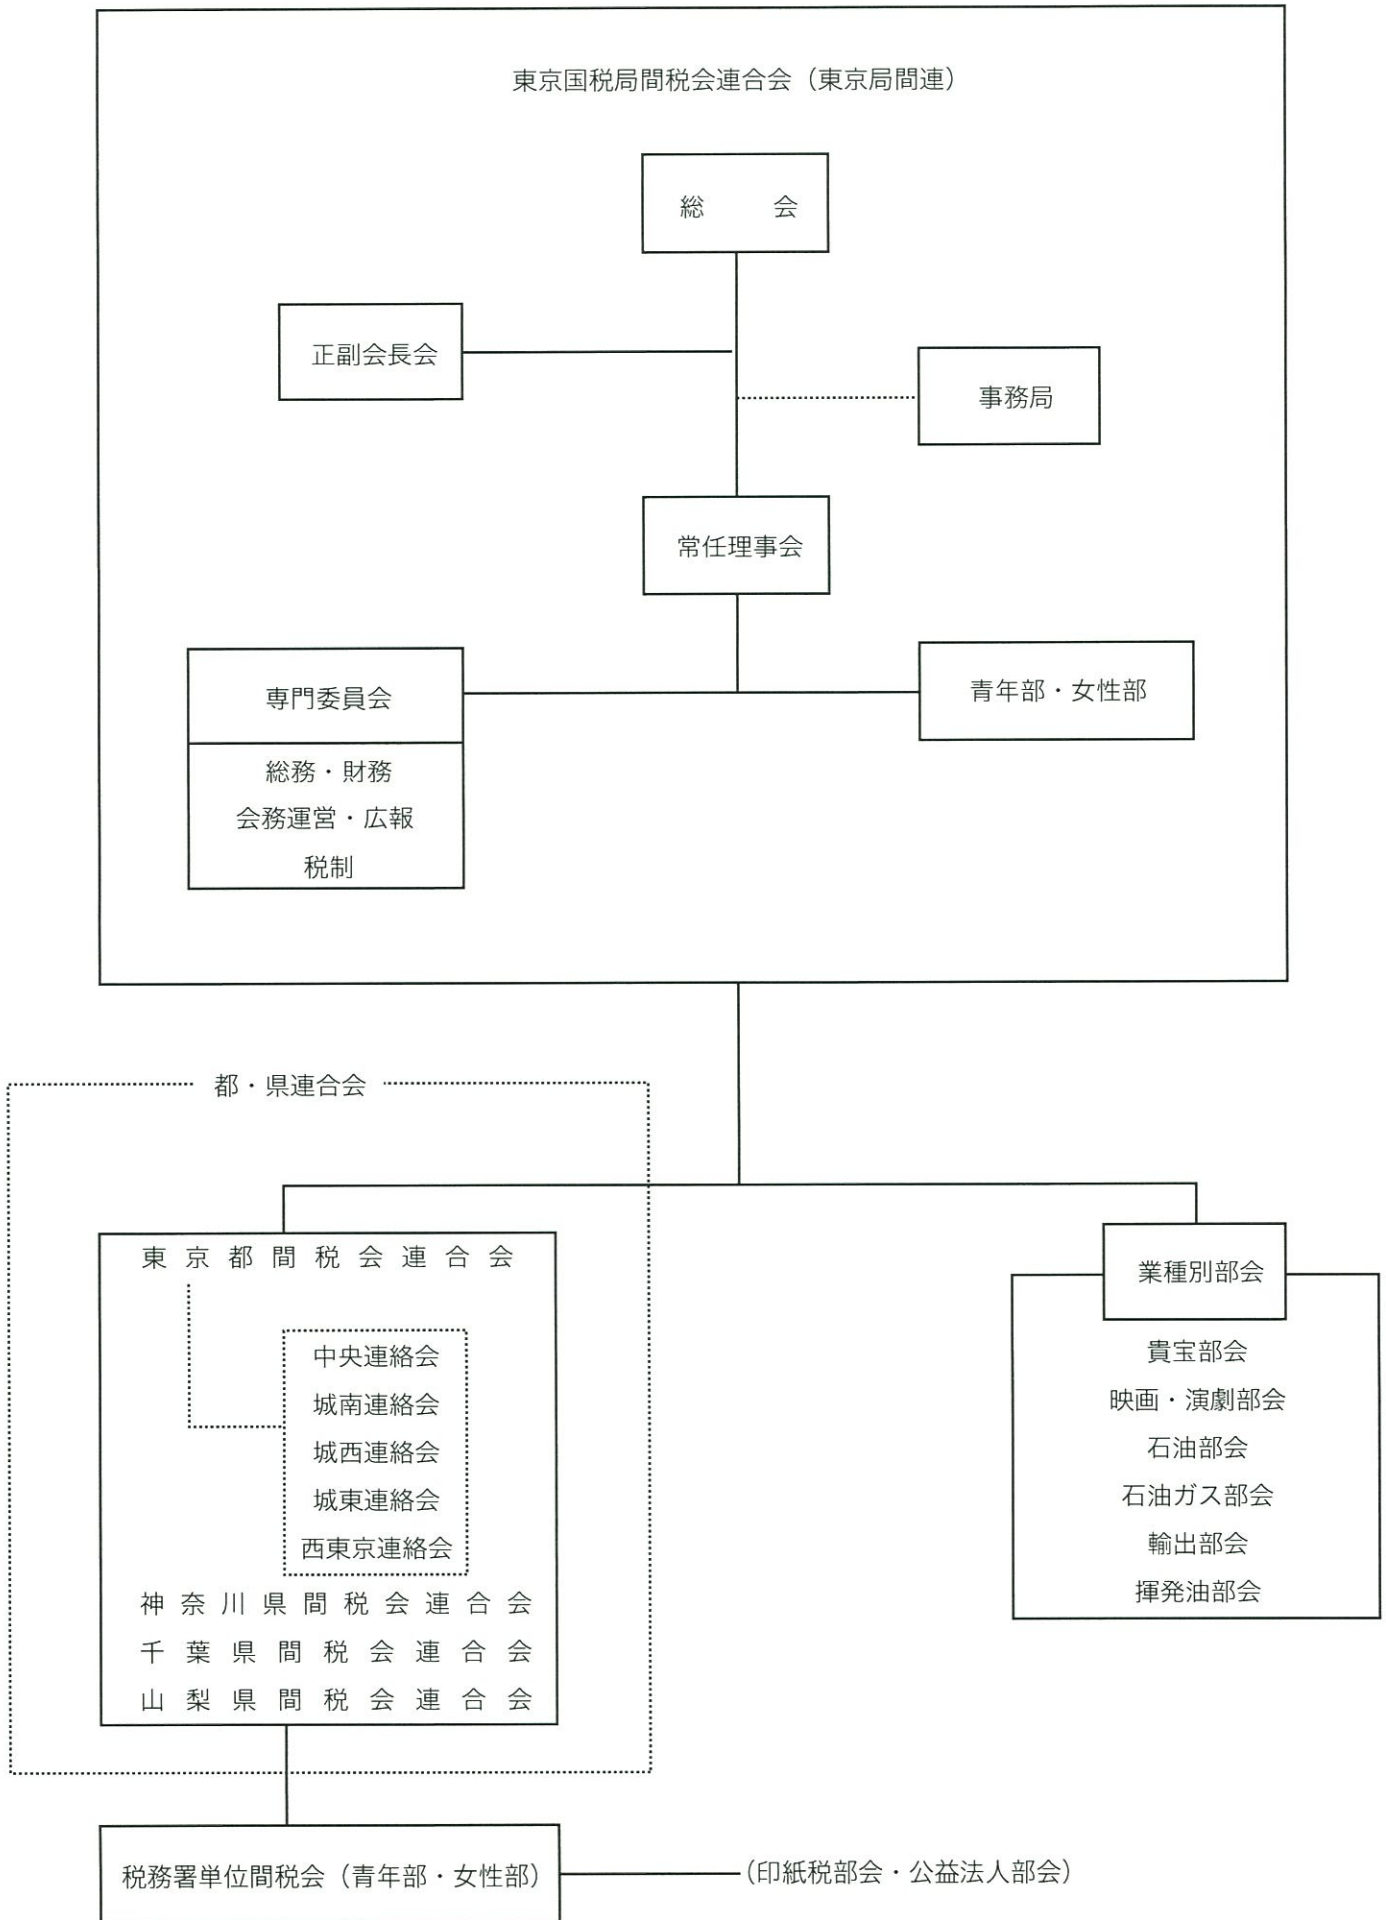 東京国税局間税会連合会（東京局間連）
総　会
正副会長会
事務局
常任理事会
専門委員会
総務・財務
会務運営・広報
税制
青年部・女性部
都・県連合会
東京都間税会連合会
中央連絡会
城南連絡会
城西連絡会
城東連絡会
西東京連絡会
神奈川県間税会連合会
千葉県間税会連合会
山梨県間税会連合会
業種別部会
貴宝部会
映画・演劇部会
石油部会
石油ガス部会
輸出部会
揮発油部会
税務署単位間税会（青年部・女性部）
（印紙税部会・公益法人部会）